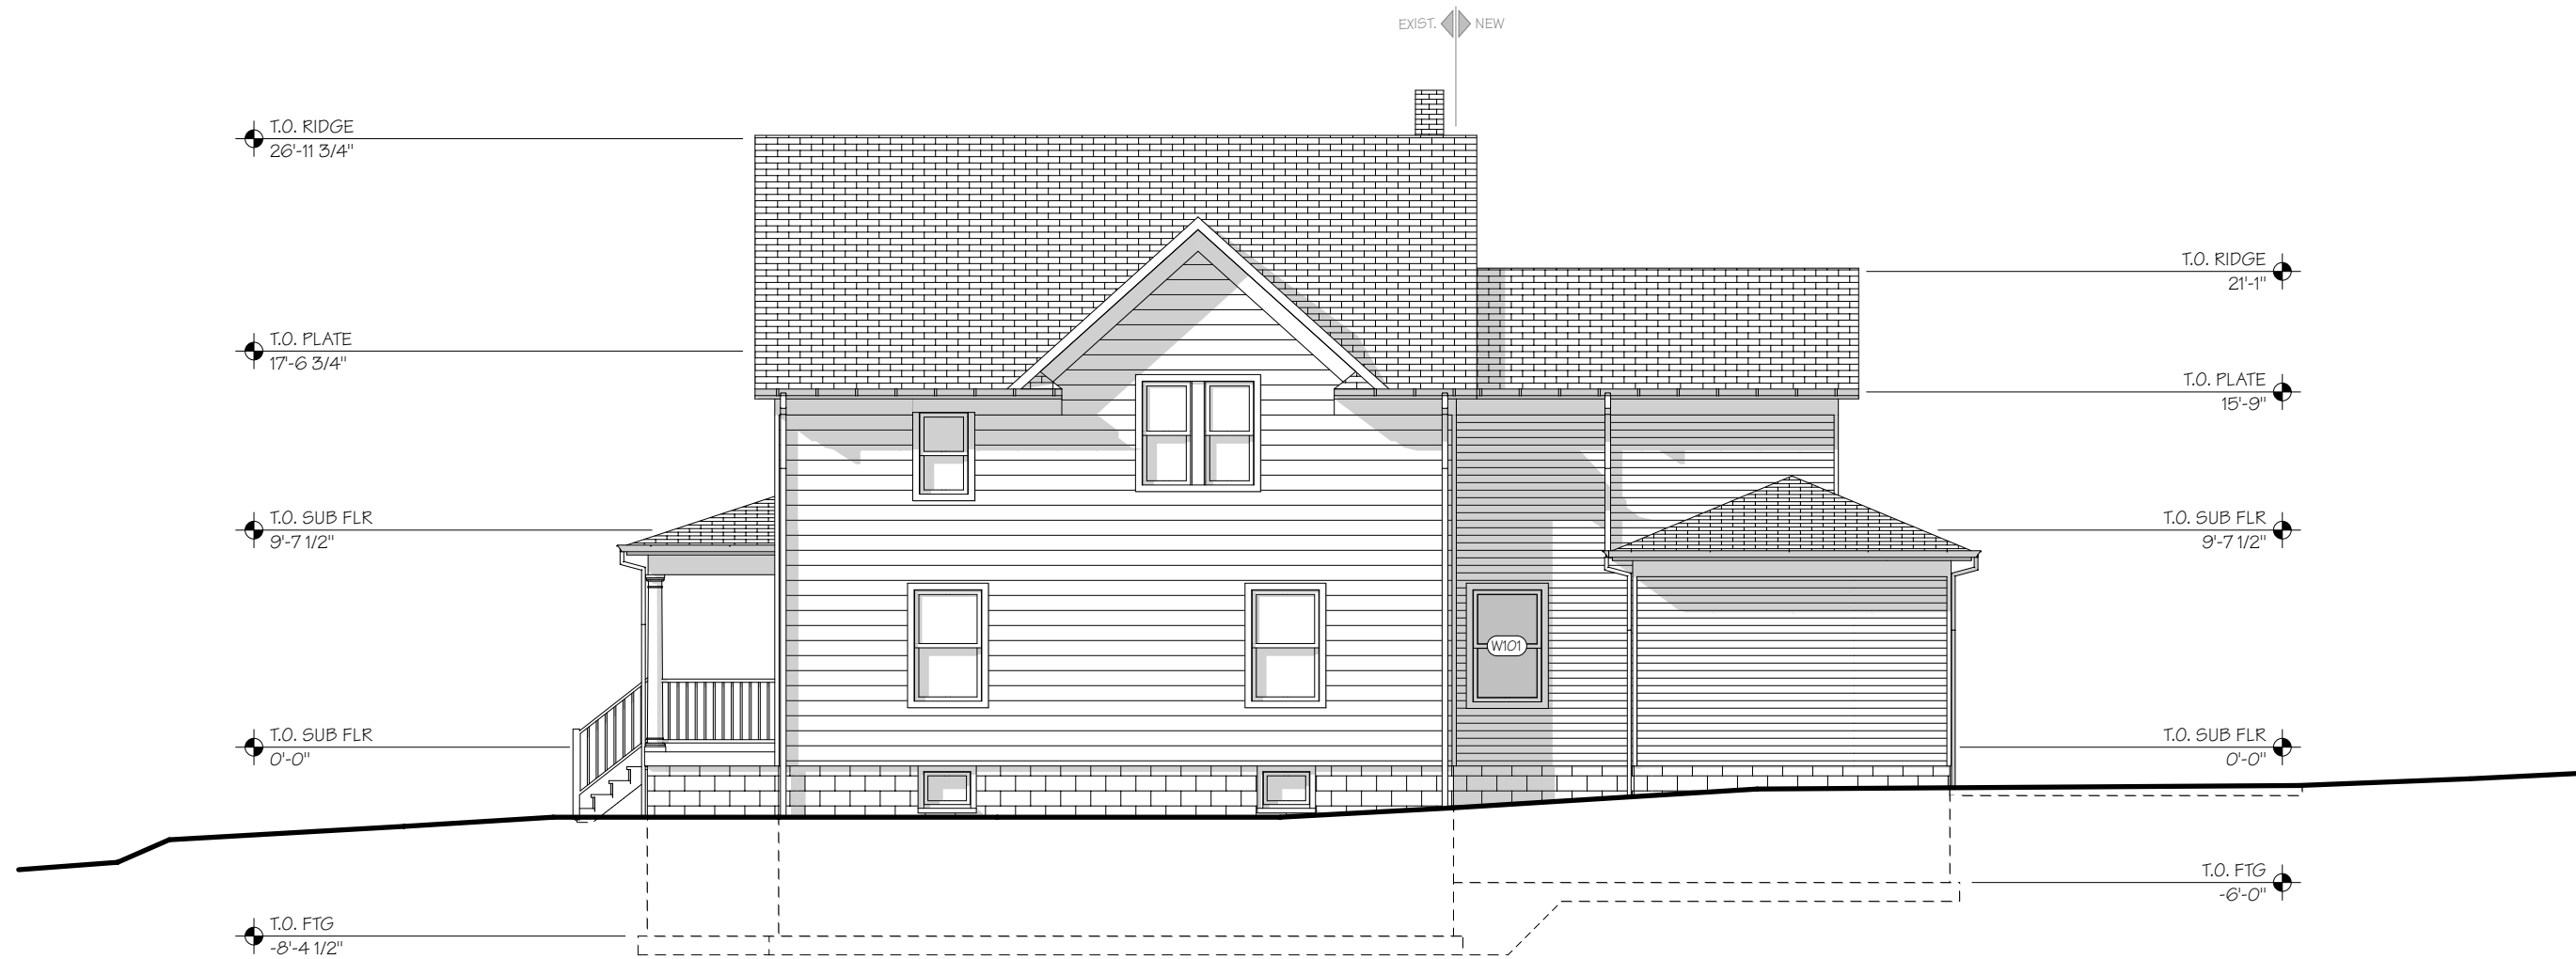 EXIST. NEW
T.O. RIDGE
26'-11 3/4"
T.O. PLATE
17'-6 3/4"
T.O. SUB FLR
9'-7 1/2"
T.O. SUB FLR
0'-0"
T.O. FTG
-8'-4 1/2"
W101
T.O. RIDGE
21'-1"
T.O. PLATE
15'-9"
T.O. SUB FLR
9'-7 1/2"
T.O. SUB FLR
0'-0"
T.O. FTG
-6'-0"